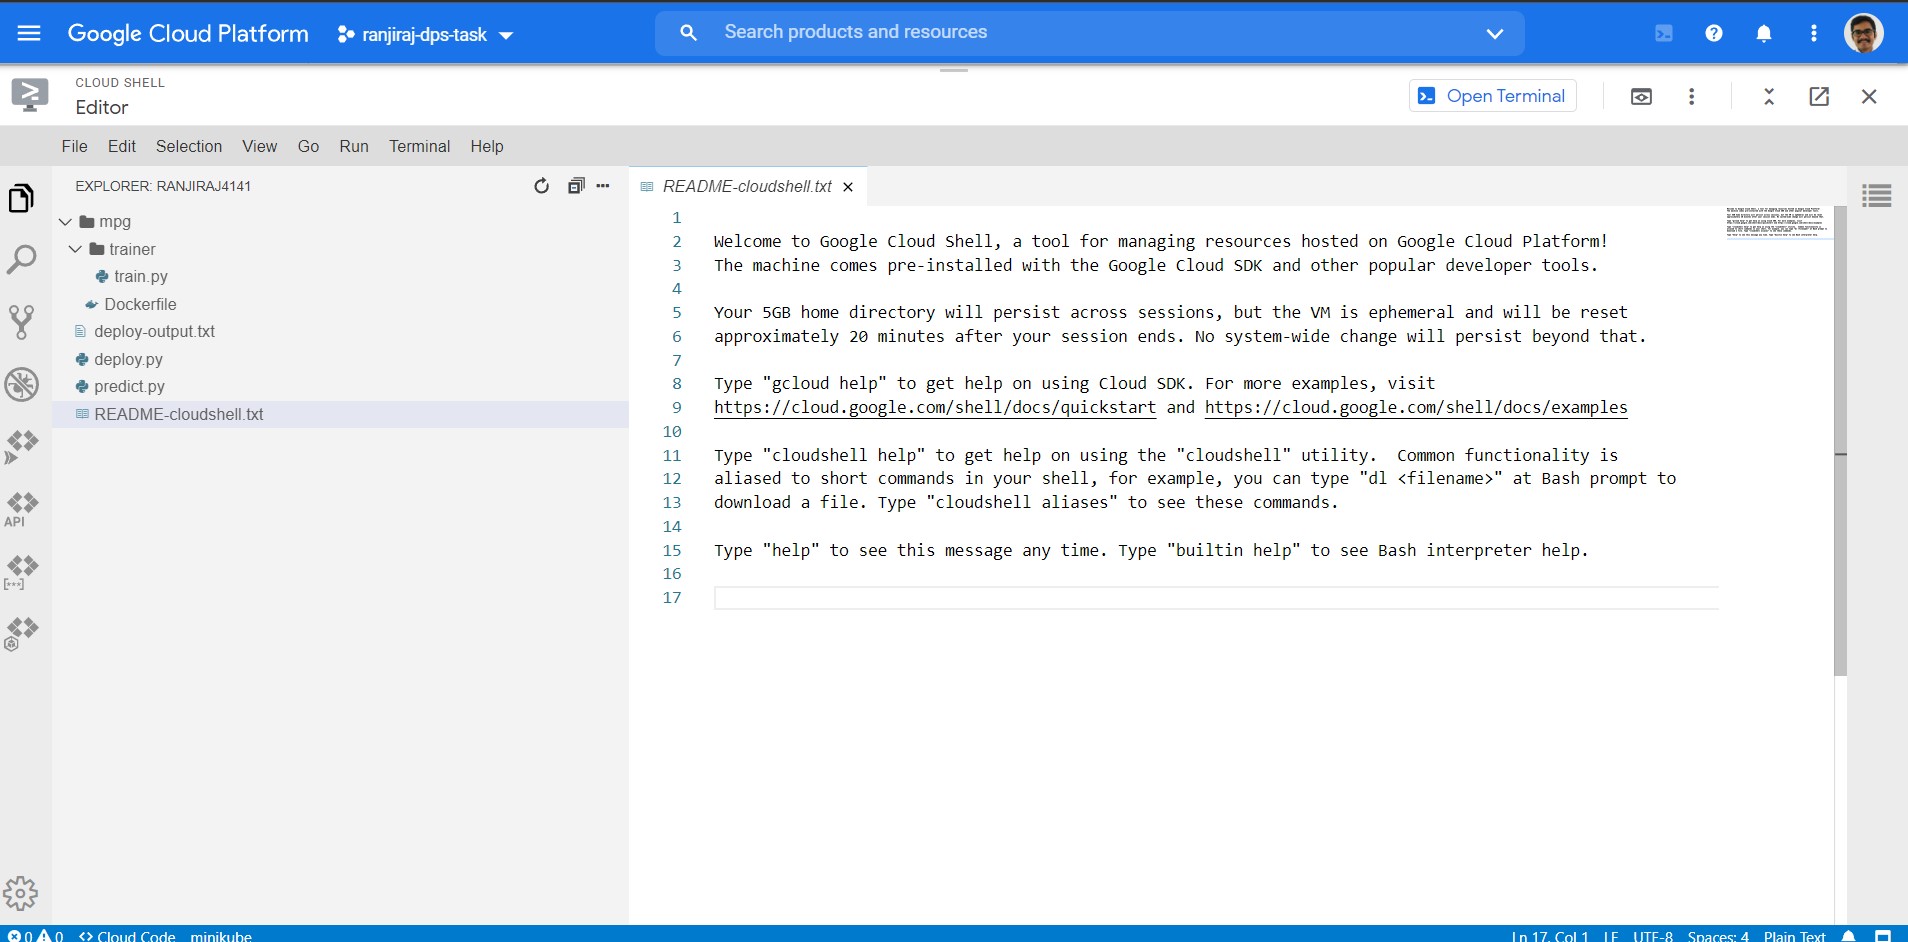 Google Cloud Platform
ranjiraj-dps-task
Search products and resources
CLOUD SHELL
Editor
Open Terminal
File Edit Selection View Go Run Terminal Help
EXPLORER: RANJIRAJ4141
mpg
trainer
train.py
Dockerfile
deploy-output.txt
deploy.py
predict.py
README-cloudshell.txt
API
README-cloudshell.txt
1
2 Welcome to Google Cloud Shell, a tool for managing resources hosted on Google Cloud Platform!
3 The machine comes pre-installed with the Google Cloud SDK and other popular developer tools.
4
5 Your 5GB home directory will persist across sessions, but the VM is ephemeral and will be reset
6 approximately 20 minutes after your session ends. No system-wide change will persist beyond that.
7
8 Type "gcloud help" to get help on using Cloud SDK. For more examples, visit
9 https://cloud.google.com/shell/docs/quickstart and https://cloud.google.com/shell/docs/examples
10
11 Type "cloudshell help" to get help on using the "cloudshell" utility.  Common functionality is
12 aliased to short commands in your shell, for example, you can type "dl <filename>" at Bash prompt to
13 download a file. Type "cloudshell aliases" to see these commands.
14
15 Type "help" to see this message any time. Type "builtin help" to see Bash interpreter help.
16
17
0 0 <> Cloud Code minikube Ln 17, Col 1 LF UTF-8 Spaces: 4 Plain Text